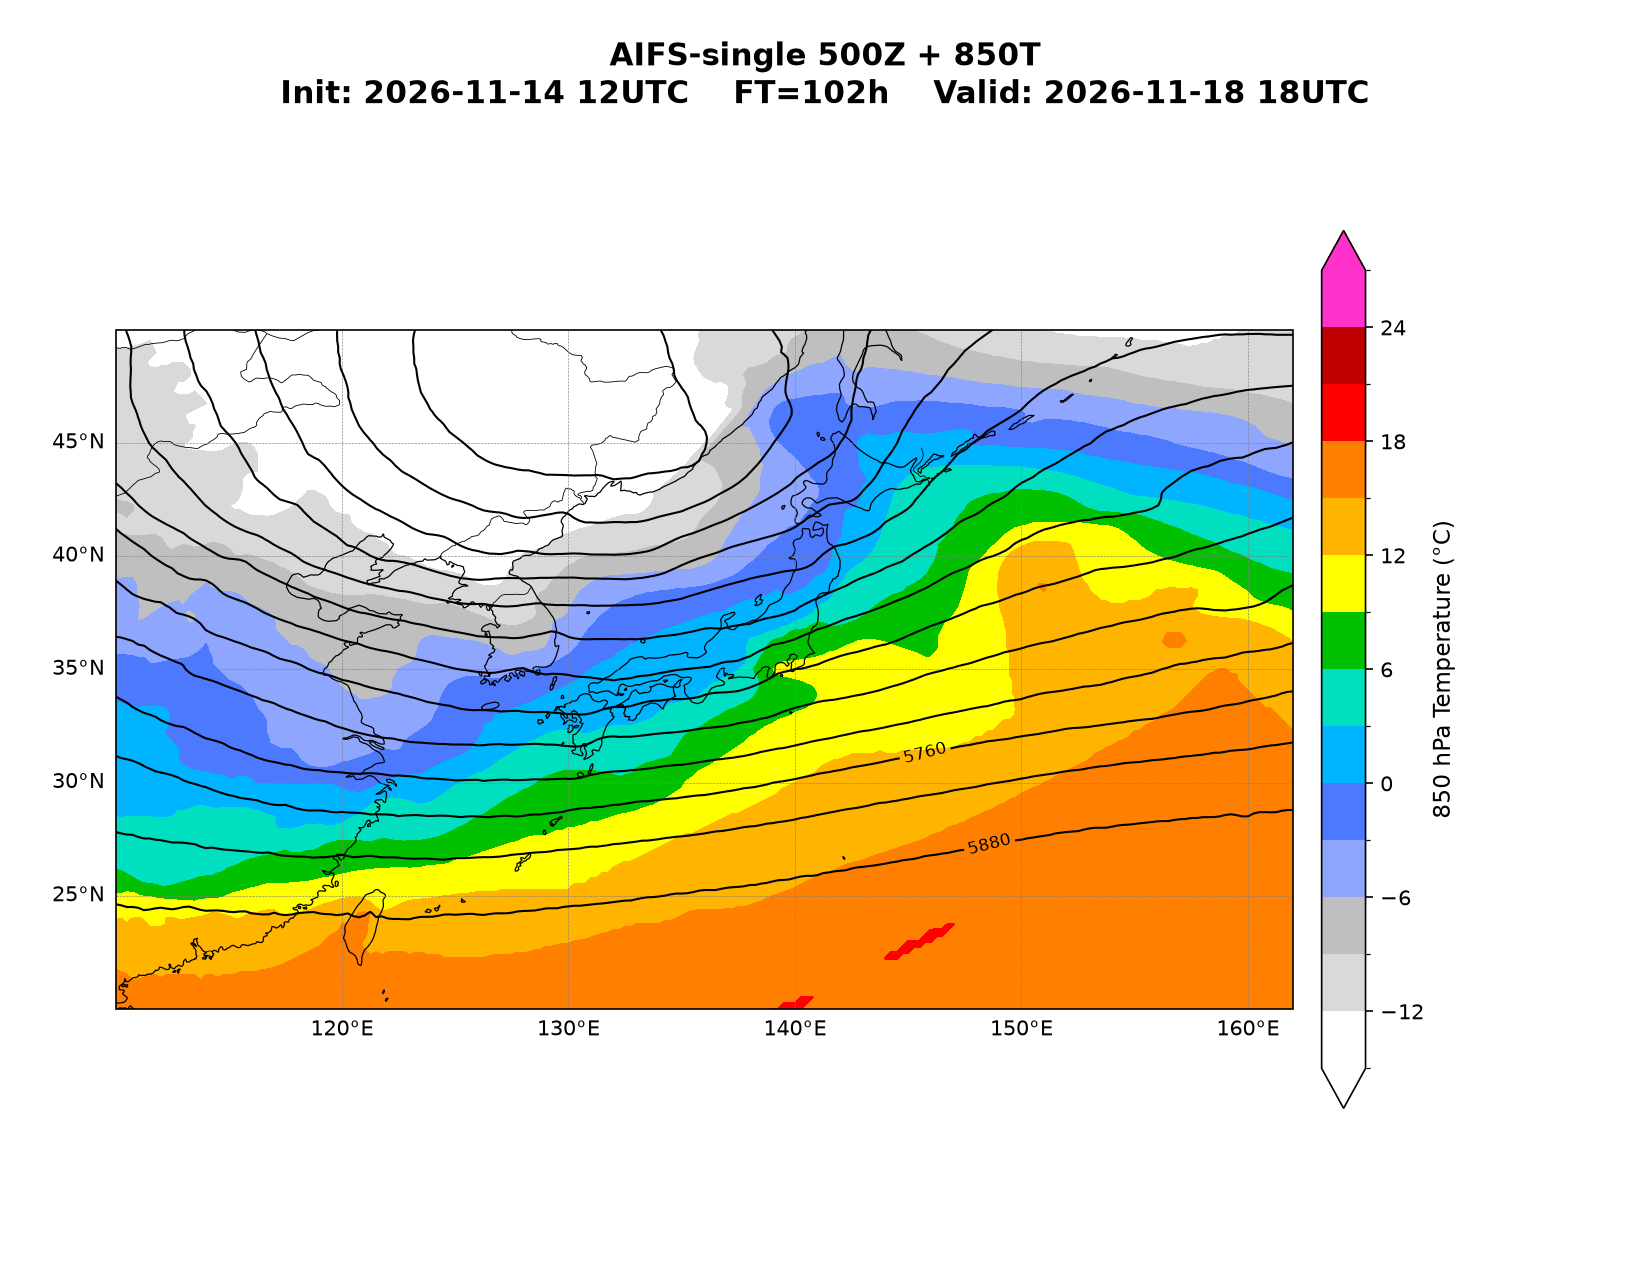 AIFS-single 500Z + 850T
Init: 2026-11-14 12UTC    FT=102h    Valid: 2026-11-18 18UTC
24
18
12
6
0
−6
−12
850 hPa Temperature (°C)
45°N
40°N
35°N
30°N
25°N
5760
5880
120°E
130°E
140°E
150°E
160°E